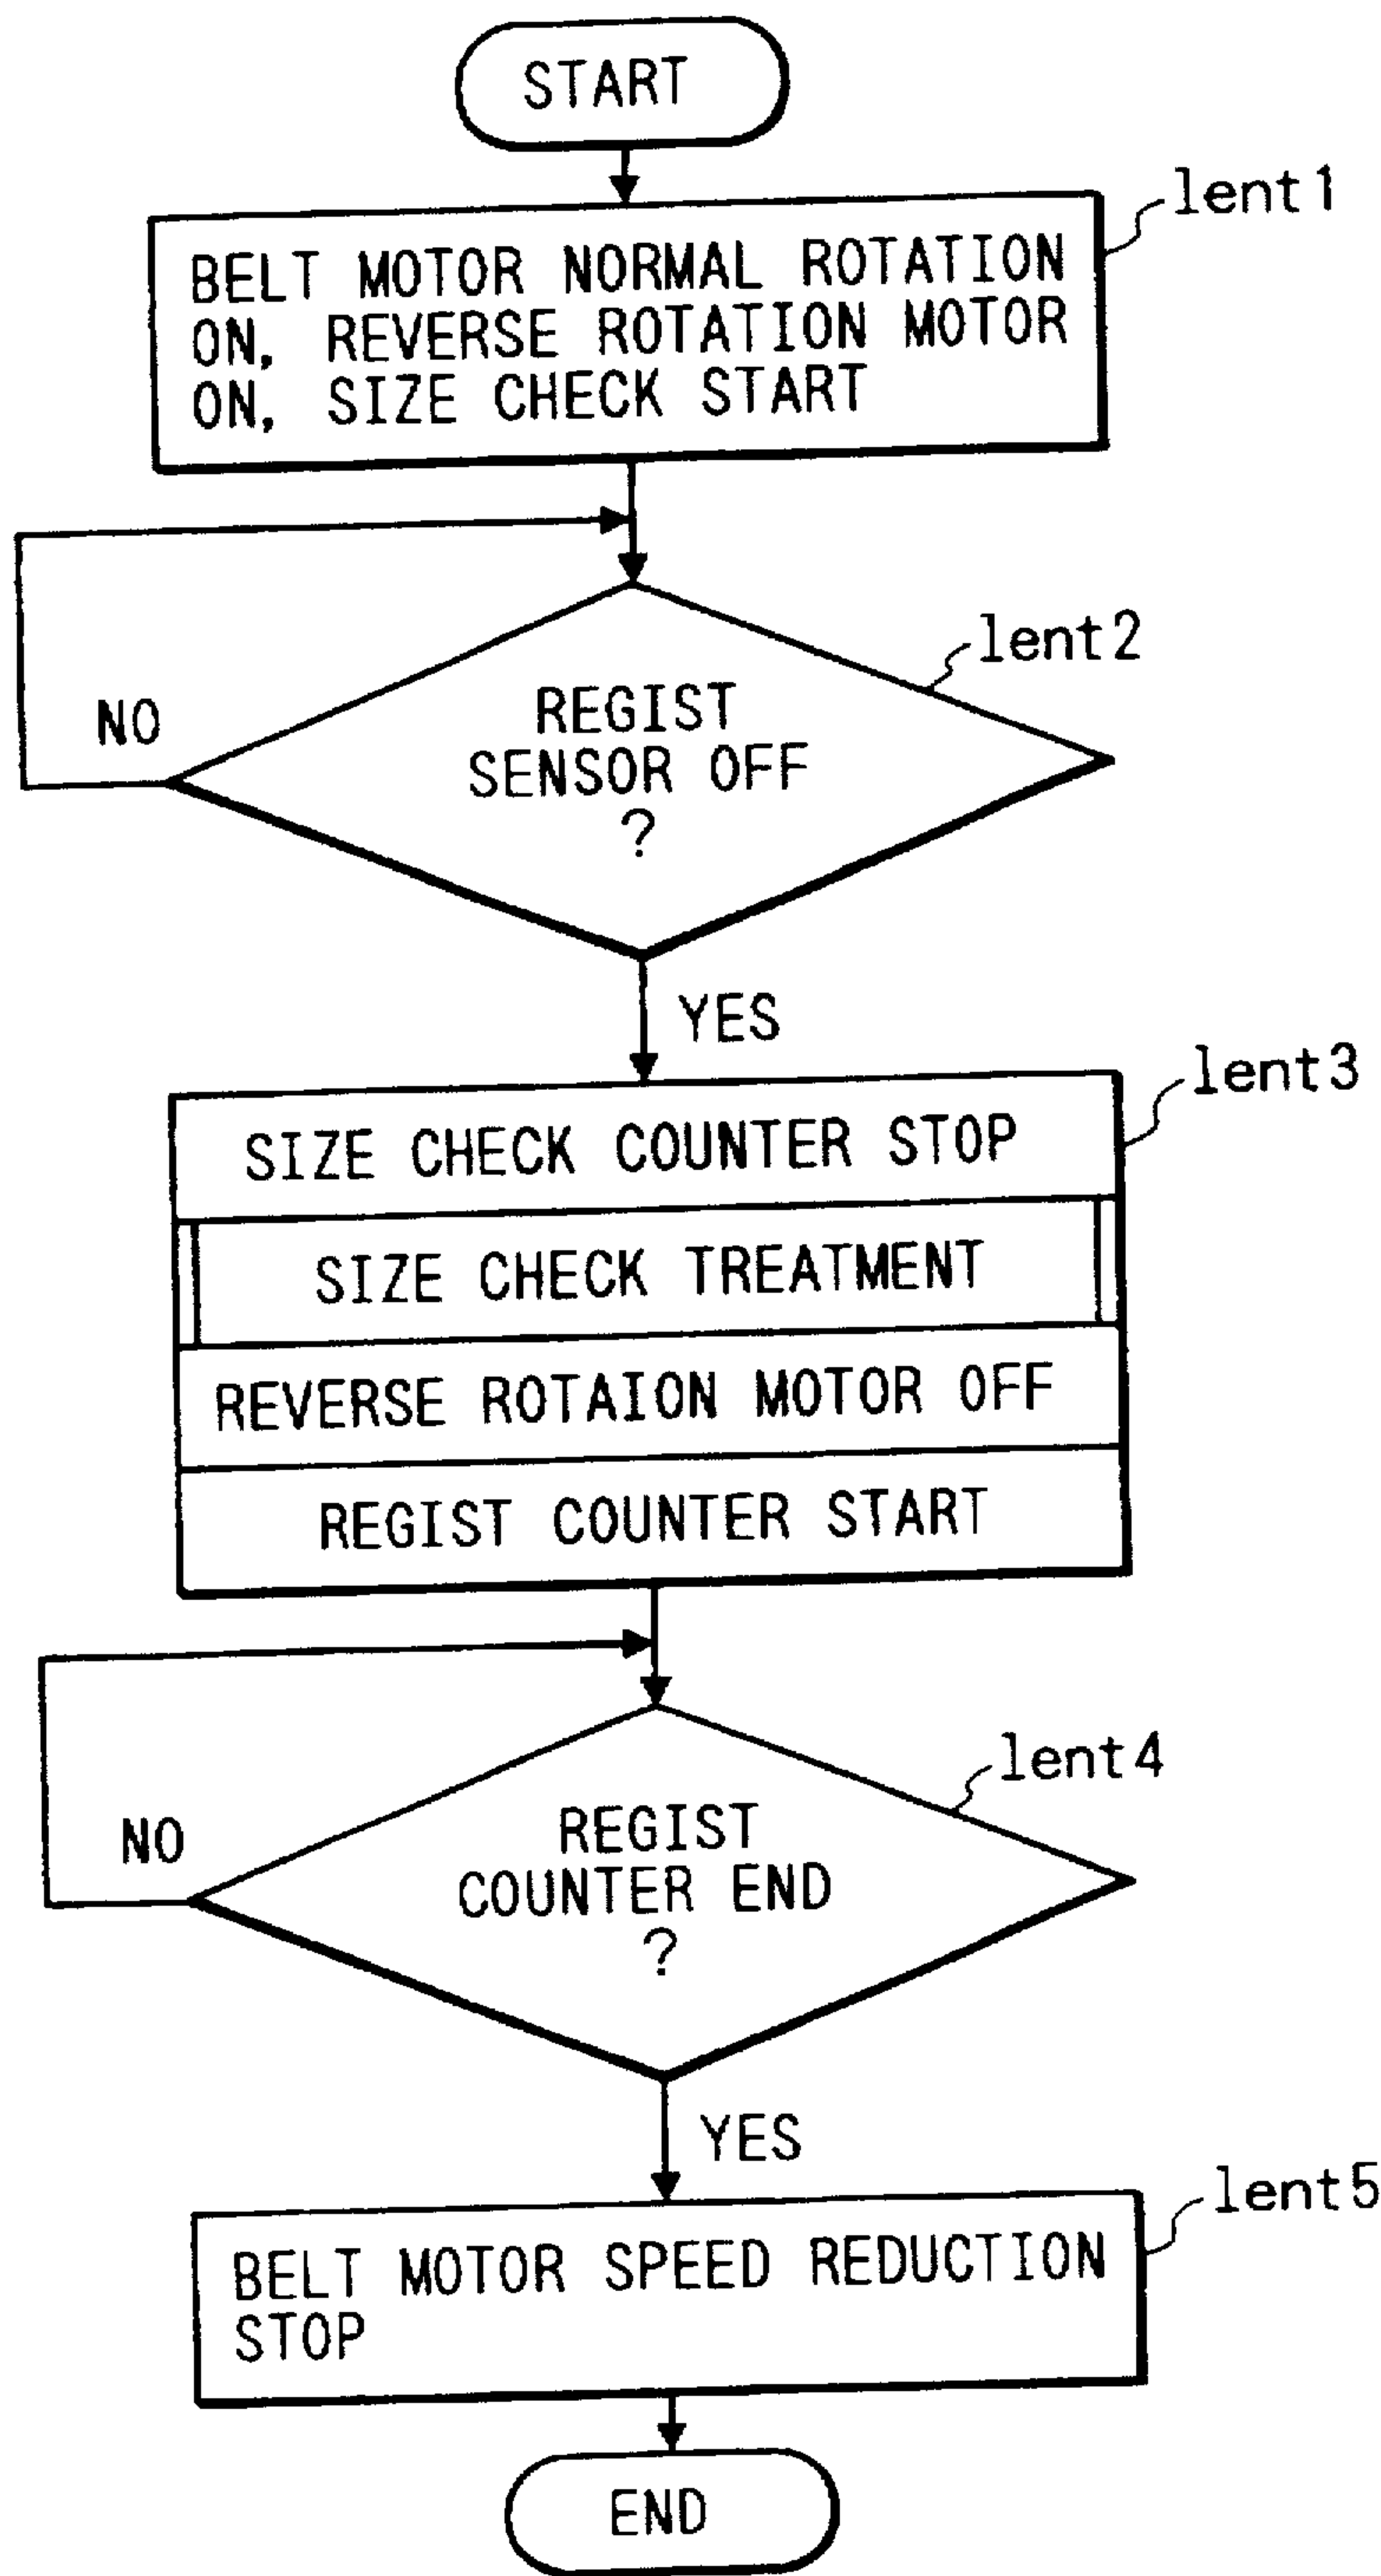 START
lent1
BELT MOTOR NORMAL ROTATION
ON, REVERSE ROTATION MOTOR
ON, SIZE CHECK START
lent2
REGIST
SENSOR OFF
?
NO
YES
lent3
SIZE CHECK COUNTER STOP
SIZE CHECK TREATMENT
REVERSE ROTAION MOTOR OFF
REGIST COUNTER START
lent4
REGIST
COUNTER END
?
NO
YES
lent5
BELT MOTOR SPEED REDUCTION
STOP
END